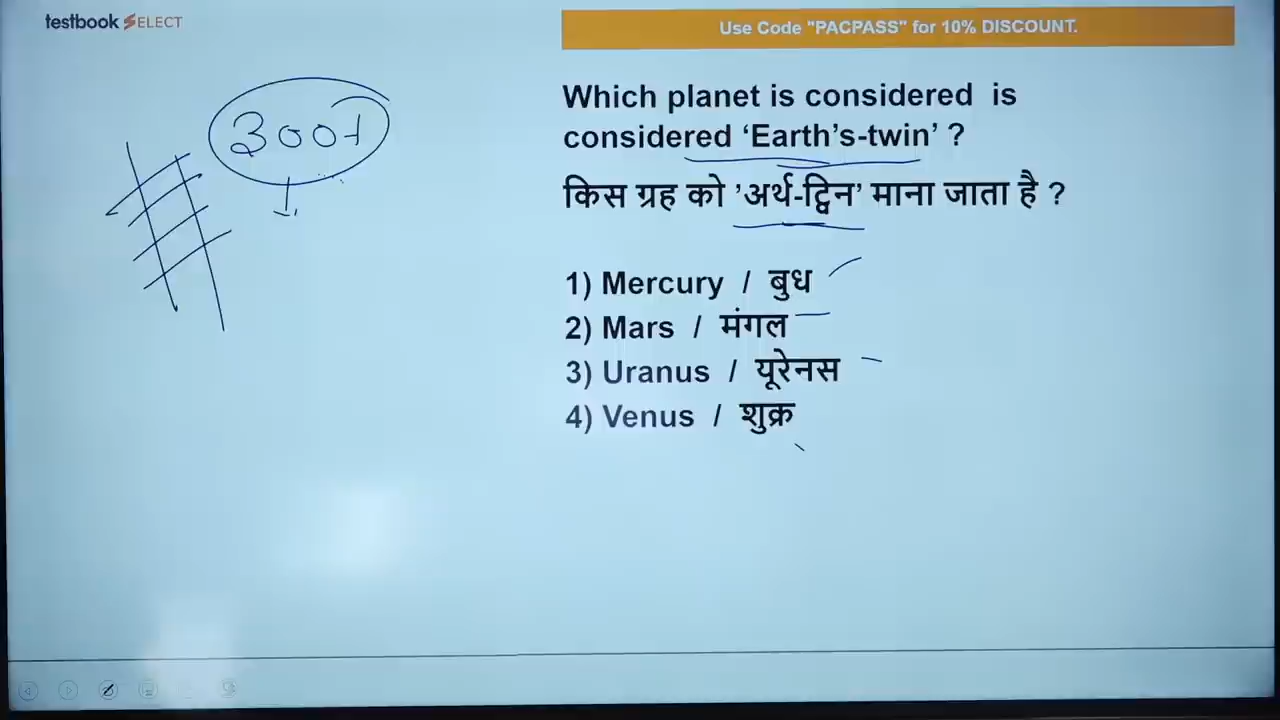 testbook SELECT
Use Code "PACPASS" for 10% DISCOUNT.
300+
Which planet is considered is
considered ‘Earth’s-twin’ ?
किस ग्रह को ’अर्थ-ट्विन’ माना जाता है ?
1) Mercury / बुध
2) Mars / मंगल
3) Uranus / यूरेनस
4) Venus / शुक्र